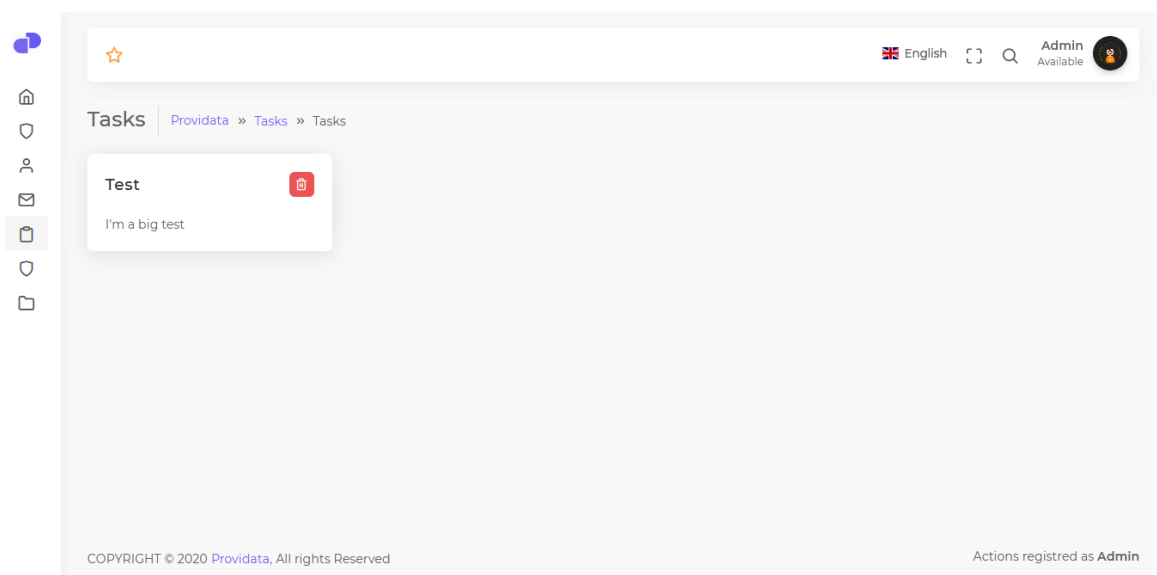 English
Admin
Available
Tasks
Providata » Tasks » Tasks
Test
I'm a big test
COPYRIGHT © 2020 Providata, All rights Reserved
Actions registred as Admin